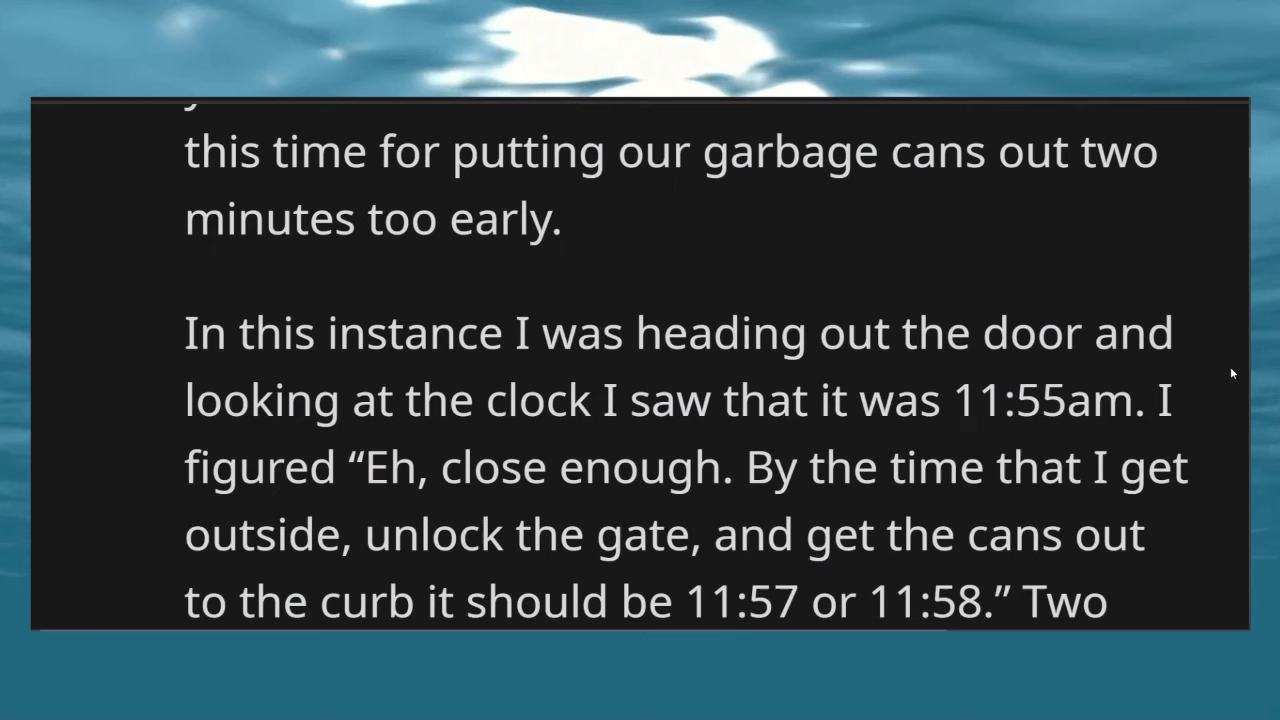 this time for putting our garbage cans out two
minutes too early.
In this instance I was heading out the door and
looking at the clock I saw that it was 11:55am. I
figured “Eh, close enough. By the time that I get
outside, unlock the gate, and get the cans out
to the curb it should be 11:57 or 11:58.” Two